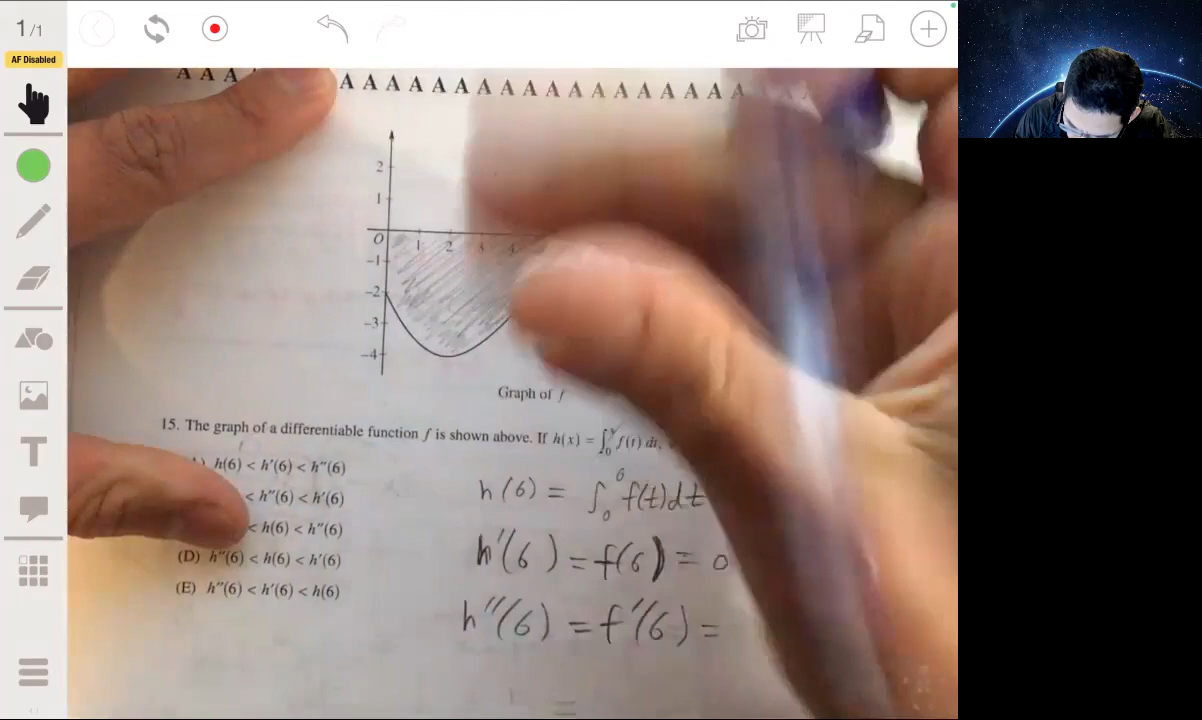 1/1
AF Disabled
A A A A A A A A A A A A A A A A A A A A A
2
1
O 1 2 3 4
-1
-2
-3
-4
Graph of f
15. The graph of a differentiable function f is shown above. If h(x) = ∫₀ˣ f(t) dt,
h(6) < h′(6) < h″(6)
< h″(6) < h′(6)
< h(6) < h″(6)
(D) h″(6) < h(6) < h′(6)
(E) h″(6) < h′(6) < h(6)
h(6) = ∫₀⁶ f(t)dt
h′(6) = f(6) = 0
h″(6) = f′(6) =
T